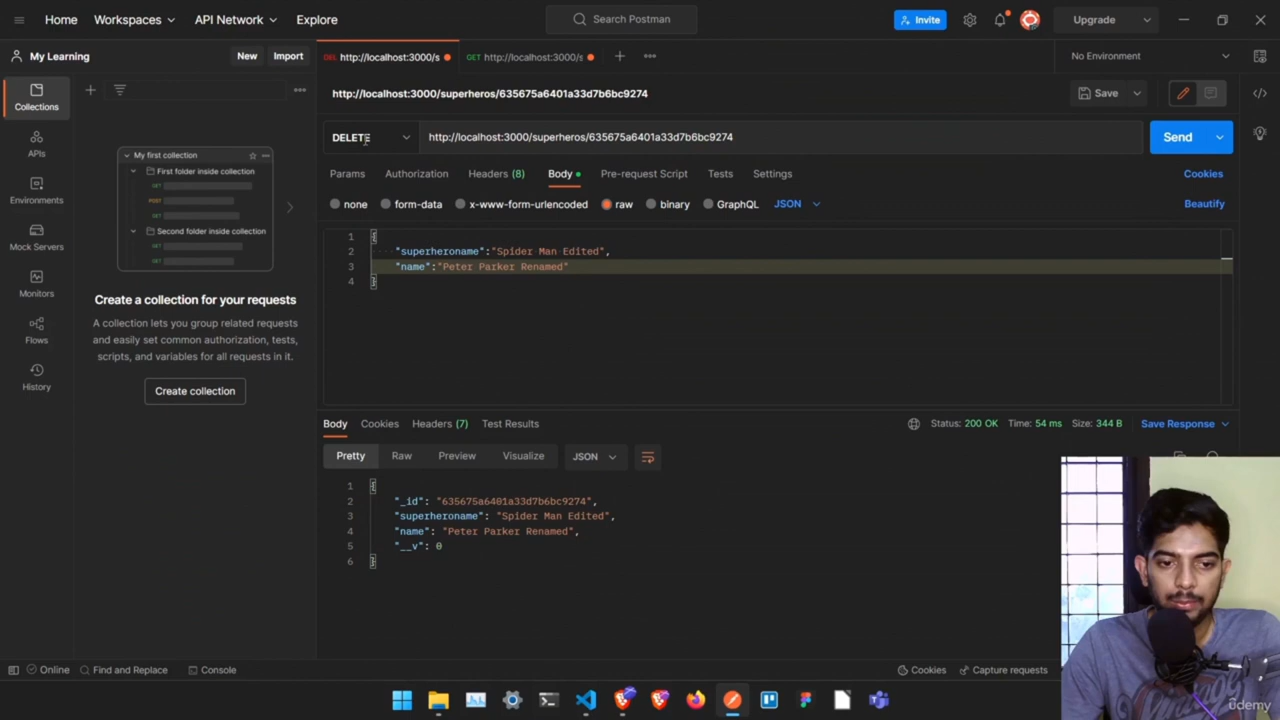 Home Workspaces API Network Explore Search Postman Invite Upgrade
My Learning New Import DEL http://localhost:3000/s GET http://localhost:3000/s No Environment
Collections
APIs
Environments
Mock Servers
Monitors
Flows
History
My first collection
First folder inside collection
GET
POST
GET
Second folder inside collection
GET
GET
Create a collection for your requests
A collection lets you group related requests
and easily set common authorization, tests,
scripts, and variables for all requests in it.
Create collection
http://localhost:3000/superheros/635675a6401a33d7b6bc9274 Save
DELETE http://localhost:3000/superheros/635675a6401a33d7b6bc9274 Send
Params Authorization Headers (8) Body Pre-request Script Tests Settings Cookies
none form-data x-www-form-urlencoded raw binary GraphQL JSON Beautify
1 {
2 "superheroname":"Spider Man Edited",
3 "name":"Peter Parker Renamed"
4 }
Body Cookies Headers (7) Test Results Status: 200 OK Time: 54 ms Size: 344 B Save Response
Pretty Raw Preview Visualize JSON
1 {
2 "_id": "635675a6401a33d7b6bc9274",
3 "superheroname": "Spider Man Edited",
4 "name": "Peter Parker Renamed",
5 "__v": 0
6 }
Online Find and Replace Console Cookies Capture requests
udemy